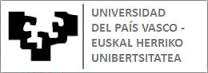 UNIVERSIDAD
DEL PAÍS VASCO -
EUSKAL HERRIKO
UNIBERTSITATEA